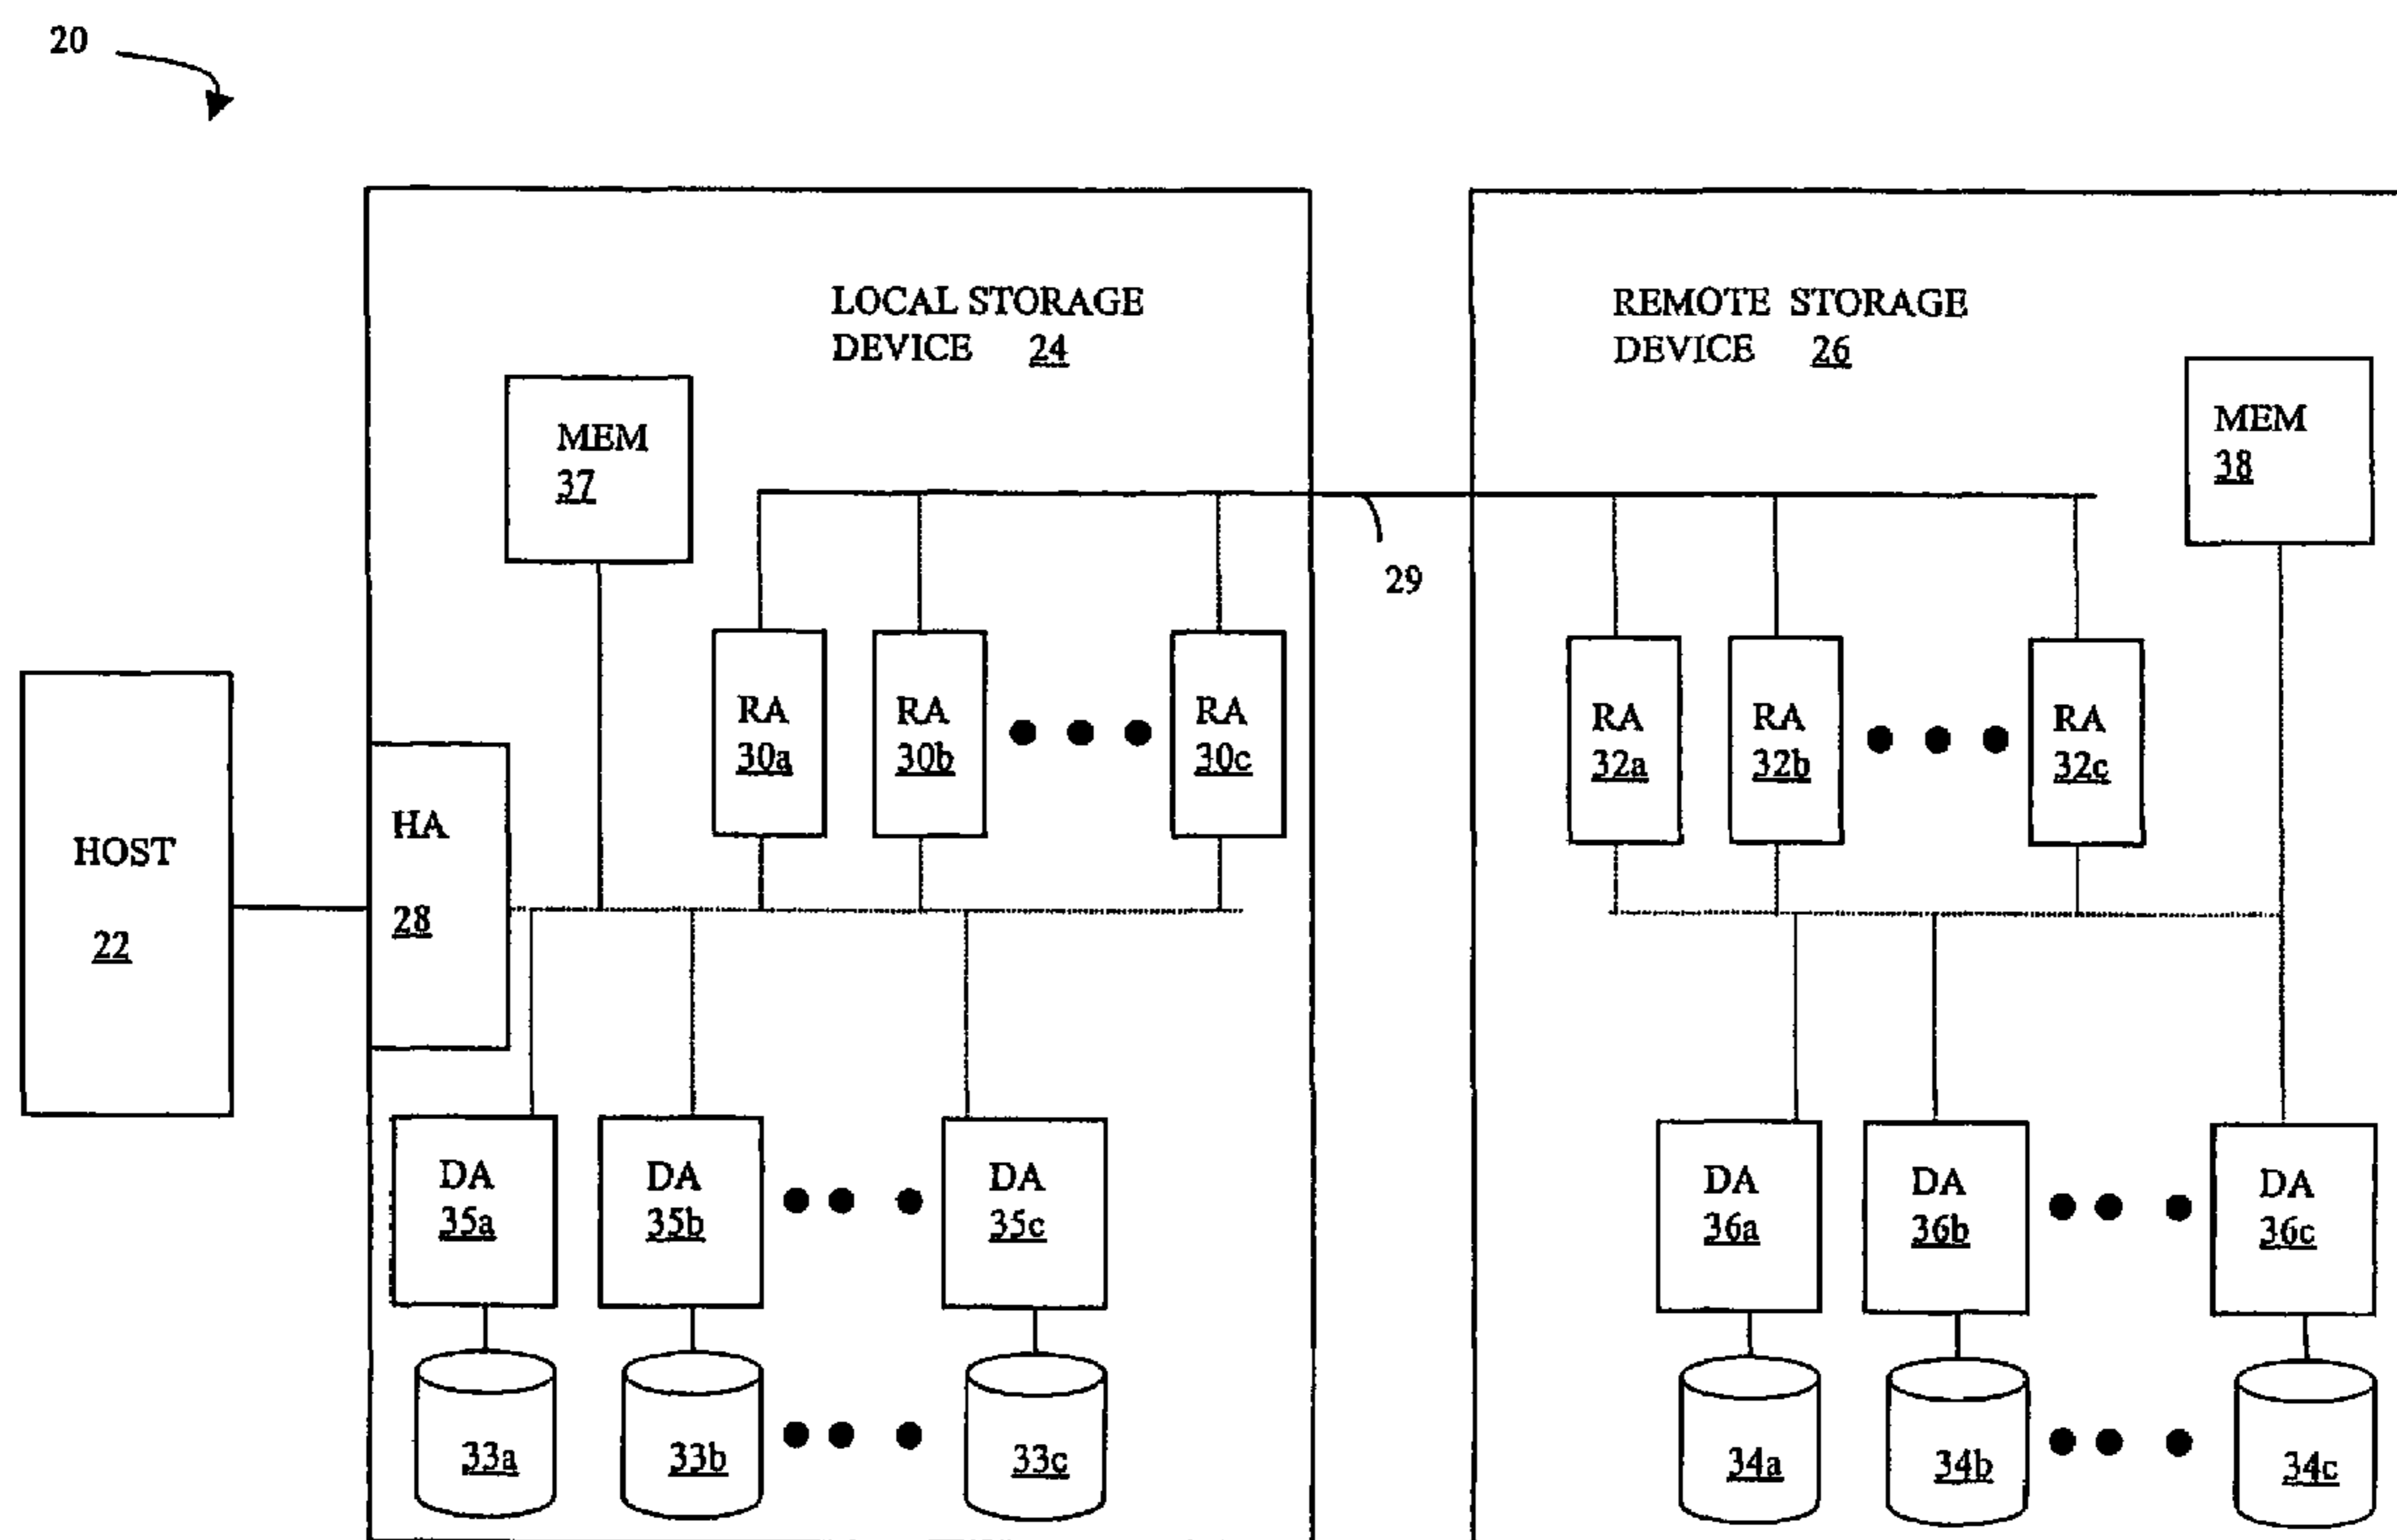 20
LOCAL STORAGE
DEVICE 24
REMOTE STORAGE
DEVICE 26
MEM
37
MEM
38
29
RA
30a
RA
30b
RA
30c
RA
32a
RA
32b
RA
32c
HOST
22
HA
28
DA
35a
DA
35b
DA
35c
DA
36a
DA
36b
DA
36c
33a
33b
33c
34a
34b
34c